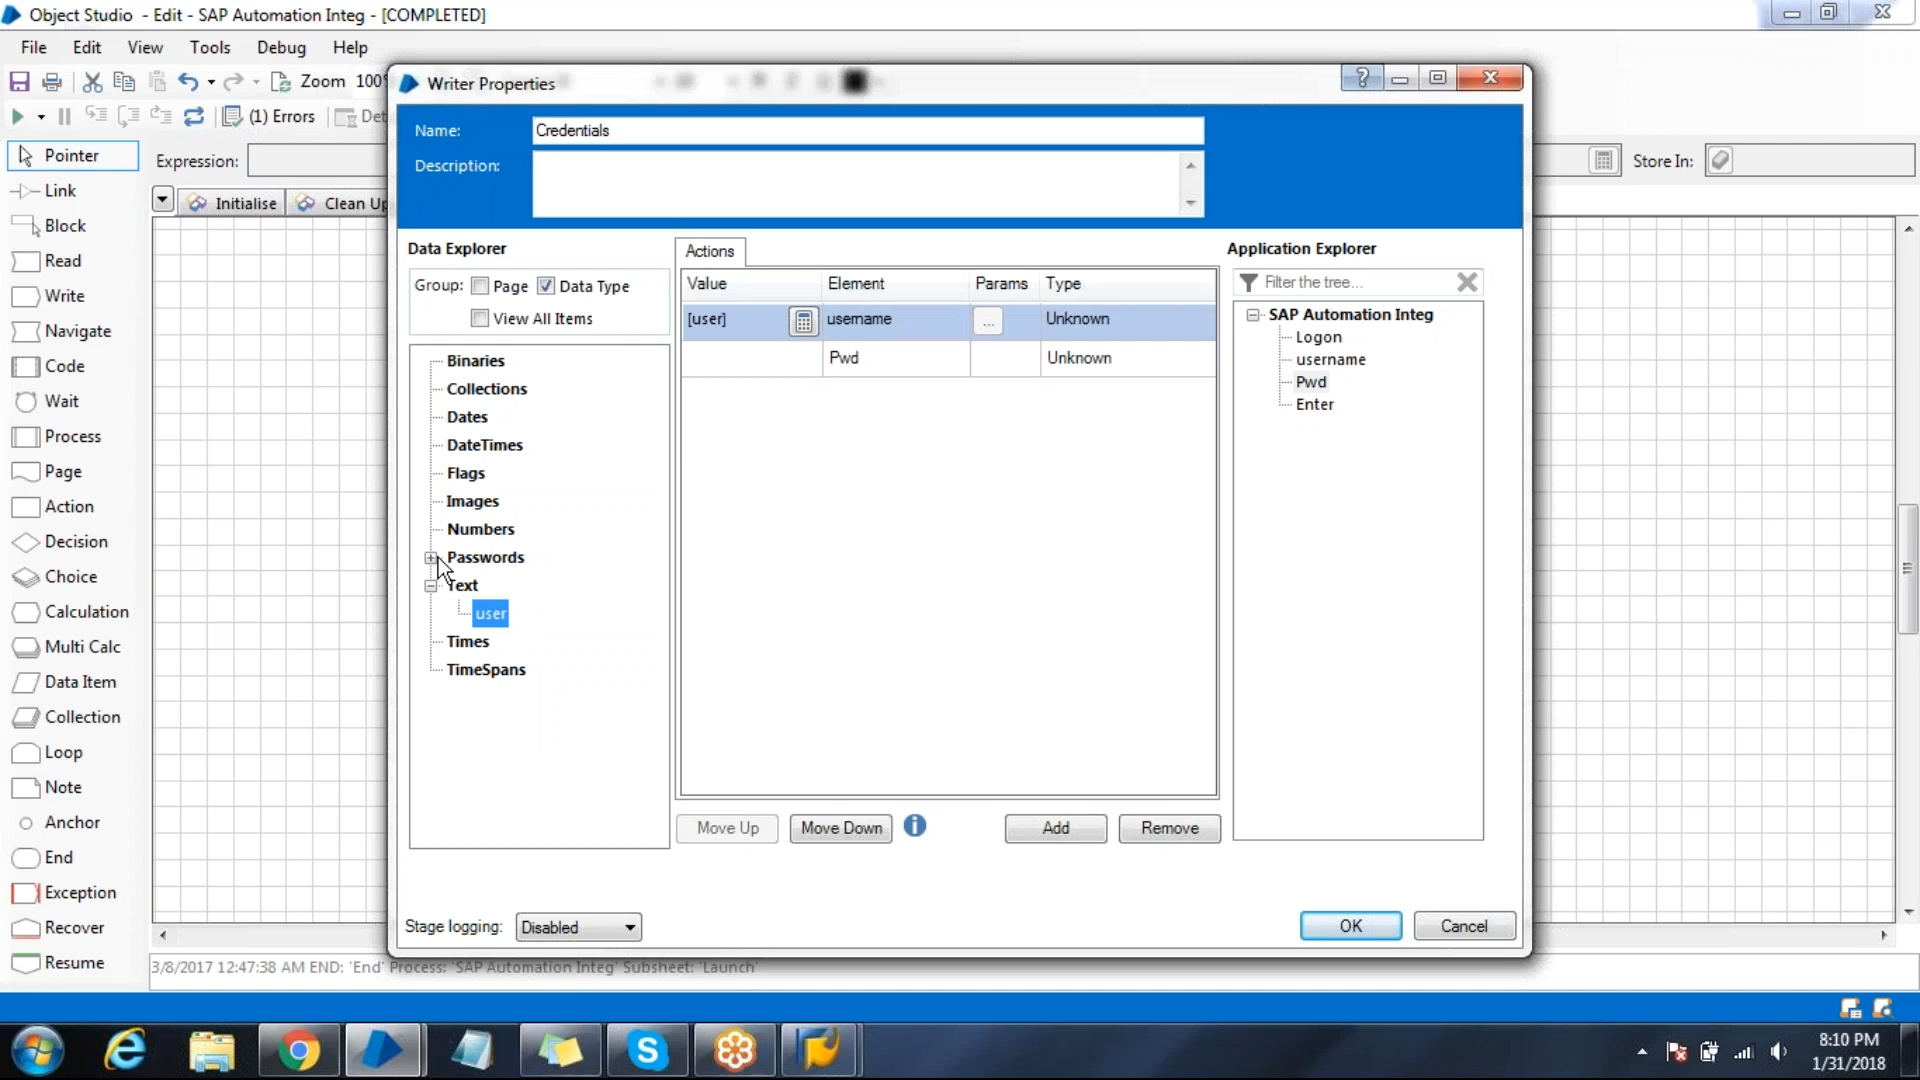 Object Studio - Edit - SAP Automation Integ - [COMPLETED]
File Edit View Tools Debug Help
Zoom 100%
Writer Properties
(1) Errors
Expression:
Store In:
Initialise
Clean Up
Pointer
Link
Block
Read
Write
Navigate
Code
Wait
Process
Page
Action
Decision
Choice
Calculation
Multi Calc
Data Item
Collection
Loop
Note
Anchor
End
Exception
Recover
Resume
Name: Credentials
Description:
Data Explorer
Group: Page Data Type
View All Items
Binaries
Collections
Dates
DateTimes
Flags
Images
Numbers
Passwords
Text
user
Times
TimeSpans
Actions
Value Element Params Type
[user] username ... Unknown
Pwd Unknown
Move Up Move Down Add Remove
Application Explorer
Filter the tree...
SAP Automation Integ
Logon
username
Pwd
Enter
Stage logging: Disabled
OK Cancel
3/8/2017 12:47:38 AM END: 'End' Process: 'SAP Automation Integ' Subsheet: 'Launch'
8:10 PM
1/31/2018